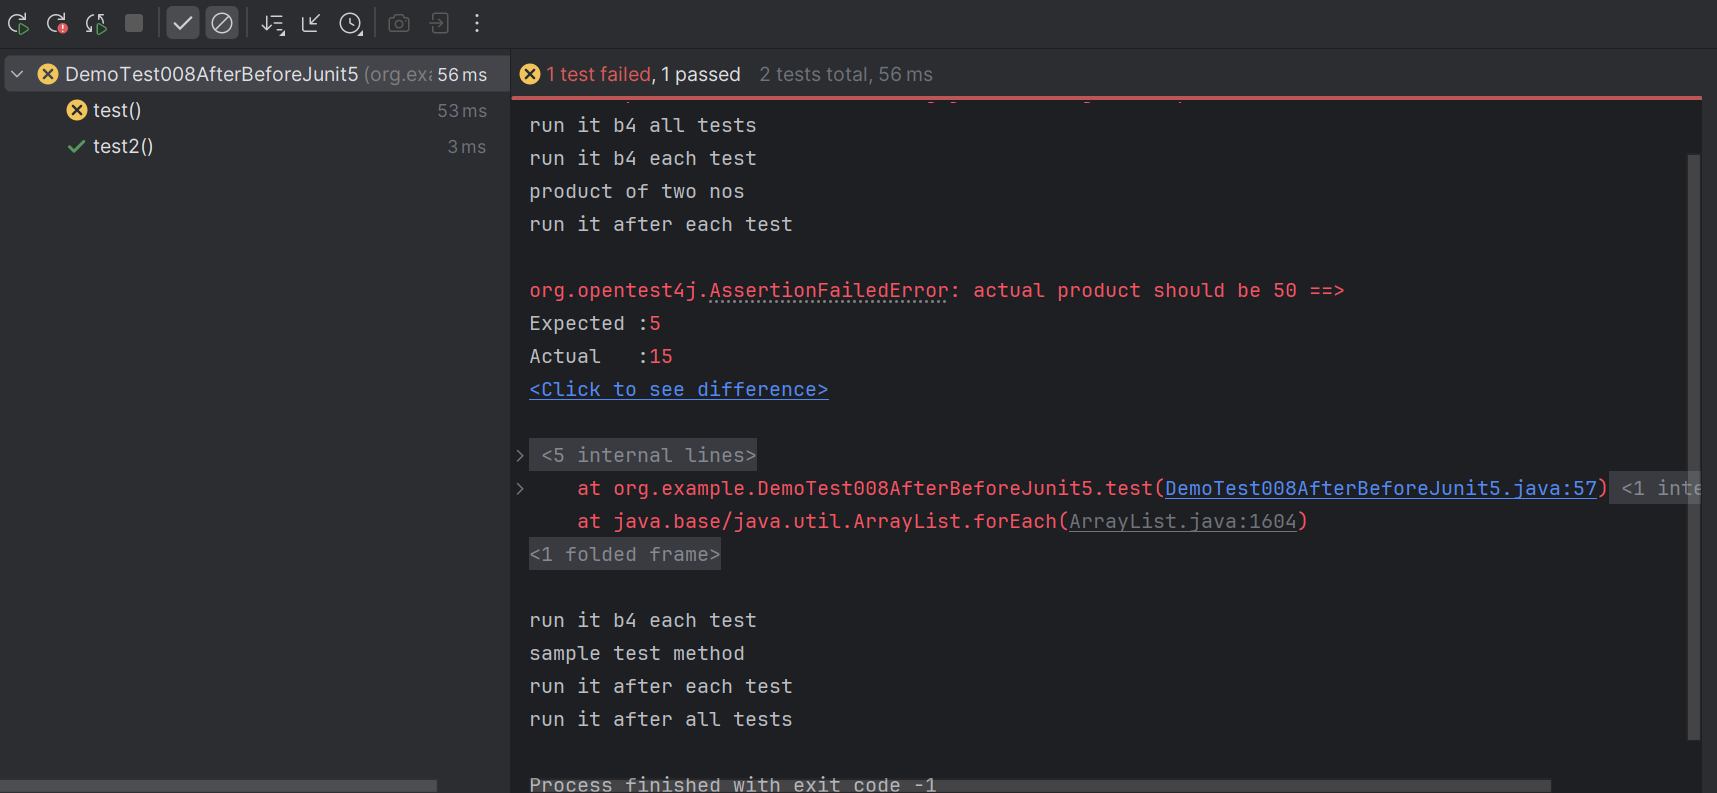 DemoTest008AfterBeforeJunit5 (org.exa 56 ms
test() 53 ms
test2() 3 ms
1 test failed, 1 passed 2 tests total, 56 ms
run it b4 all tests
run it b4 each test
product of two nos
run it after each test
org.opentest4j.AssertionFailedError: actual product should be 50 ==>
Expected :5
Actual   :15
<Click to see difference>
<5 internal lines>
at org.example.DemoTest008AfterBeforeJunit5.test(DemoTest008AfterBeforeJunit5.java:57) <1 inte
at java.base/java.util.ArrayList.forEach(ArrayList.java:1604)
<1 folded frame>
run it b4 each test
sample test method
run it after each test
run it after all tests
Process finished with exit code -1